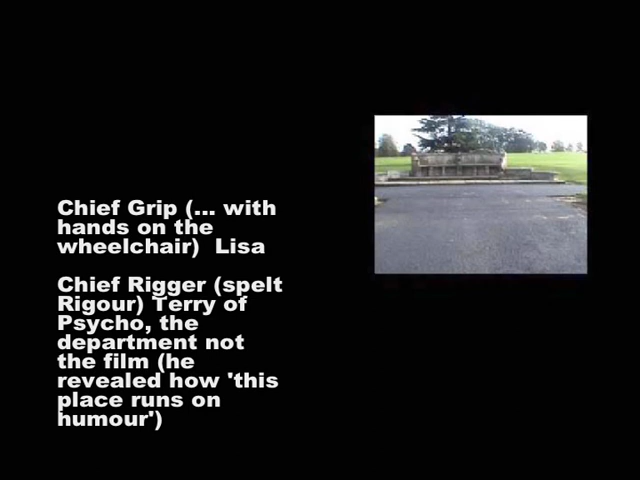 Chief Grip (... with
hands on the
wheelchair)  Lisa
Chief Rigger (spelt
Rigour) Terry of
Psycho, the
department not
the film (he
revealed how 'this
place runs on
humour')